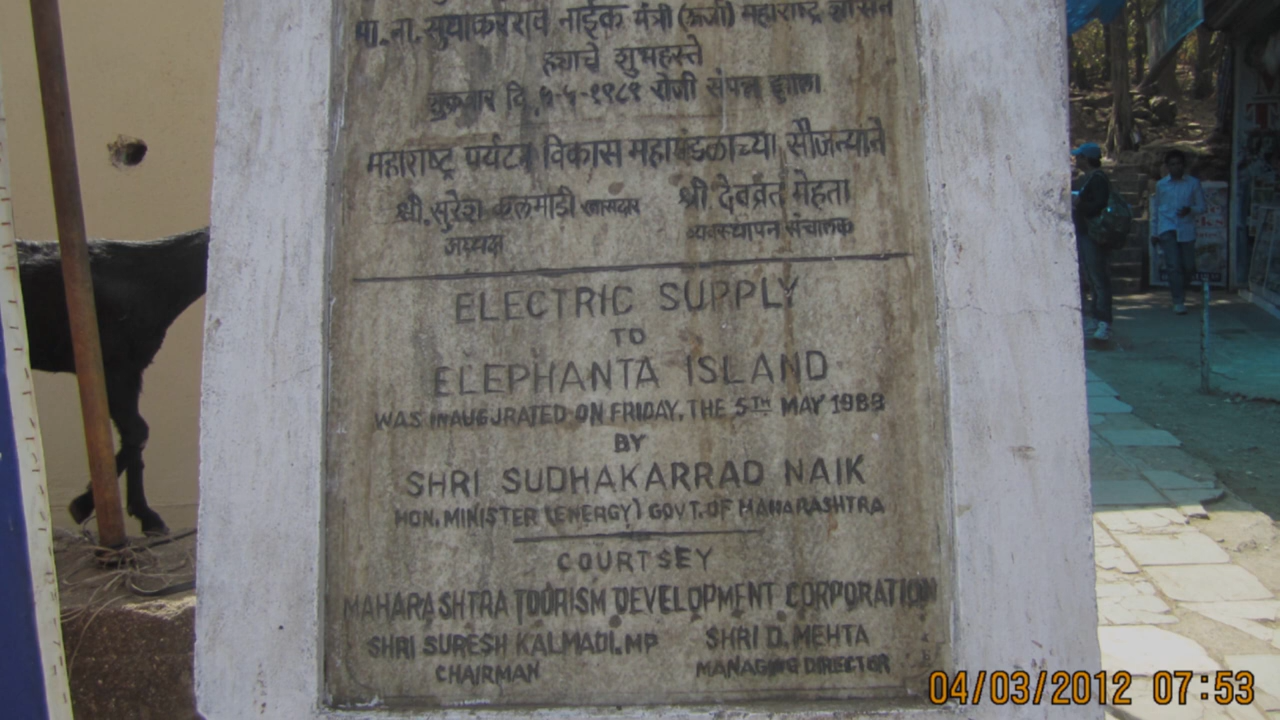 मा. ना. सुधाकरराव नाईक मंत्री (ऊर्जा) महाराष्ट्र शासन
ह्याचे शुभहस्ते
शुक्रवार दि. ५-५-१९८९ रोजी संपन्न झाला
महाराष्ट्र पर्यटन विकास महामंडळाच्या सौजन्याने
श्री. सुरेश कलमाडी खासदार श्री देवव्रत मेहता
अध्यक्ष व्यवस्थापन संचालक
ELECTRIC SUPPLY
TO
ELEPHANTA ISLAND
WAS INAUGURATED ON FRIDAY, THE 5TH MAY 1989
BY
SHRI SUDHAKARRAO NAIK
HON. MINISTER (ENERGY) GOVT. OF MAHARASHTRA
COURTSEY
MAHARASHTRA TOURISM DEVELOPMENT CORPORATION
SHRI SURESH KALMADI. MP SHRI D. MEHTA
CHAIRMAN MANAGING DIRECTOR
04/03/2012 07:53